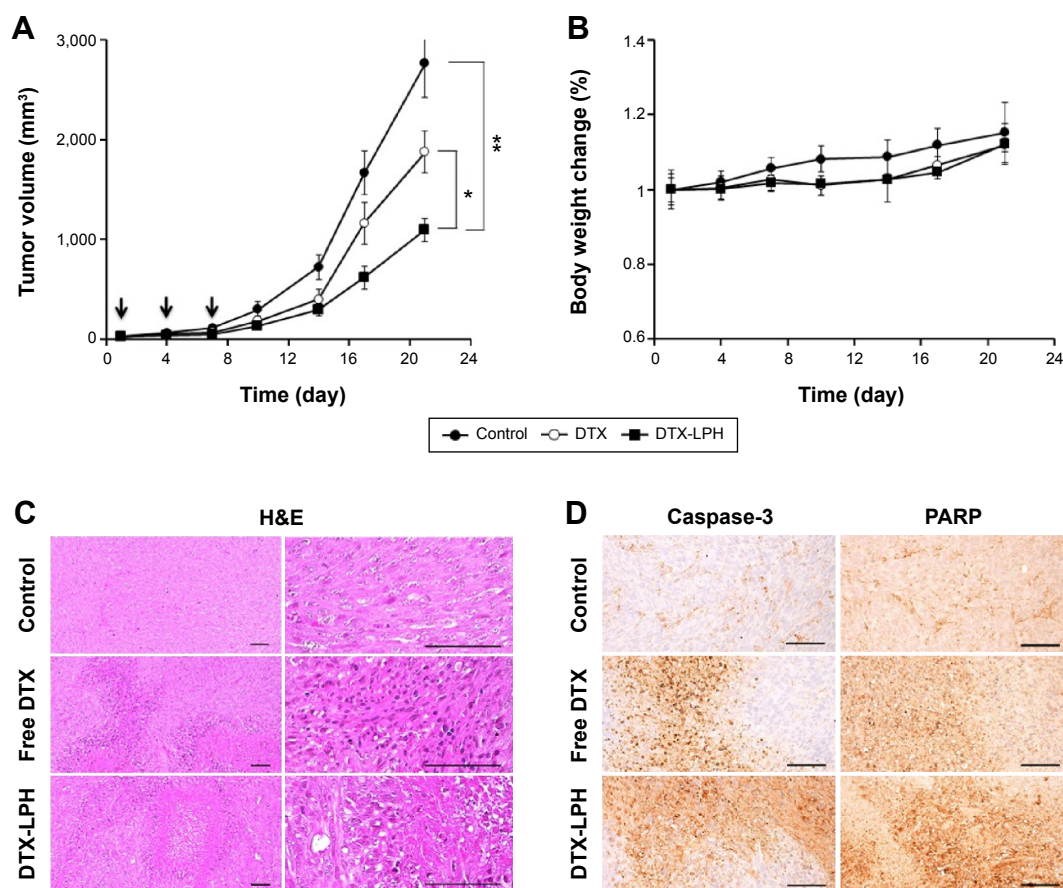 A
Tumor volume (mm³)
3,000
2,000
1,000
0
0 4 8 12 16 20 24
Time (day)
**
*
B
Body weight change (%)
1.4
1.2
1
0.8
0.6
0 4 8 12 16 20 24
Time (day)
Control DTX DTX-LPH
C
H&E
Control
Free DTX
DTX-LPH
D
Caspase-3 PARP
Control
Free DTX
DTX-LPH